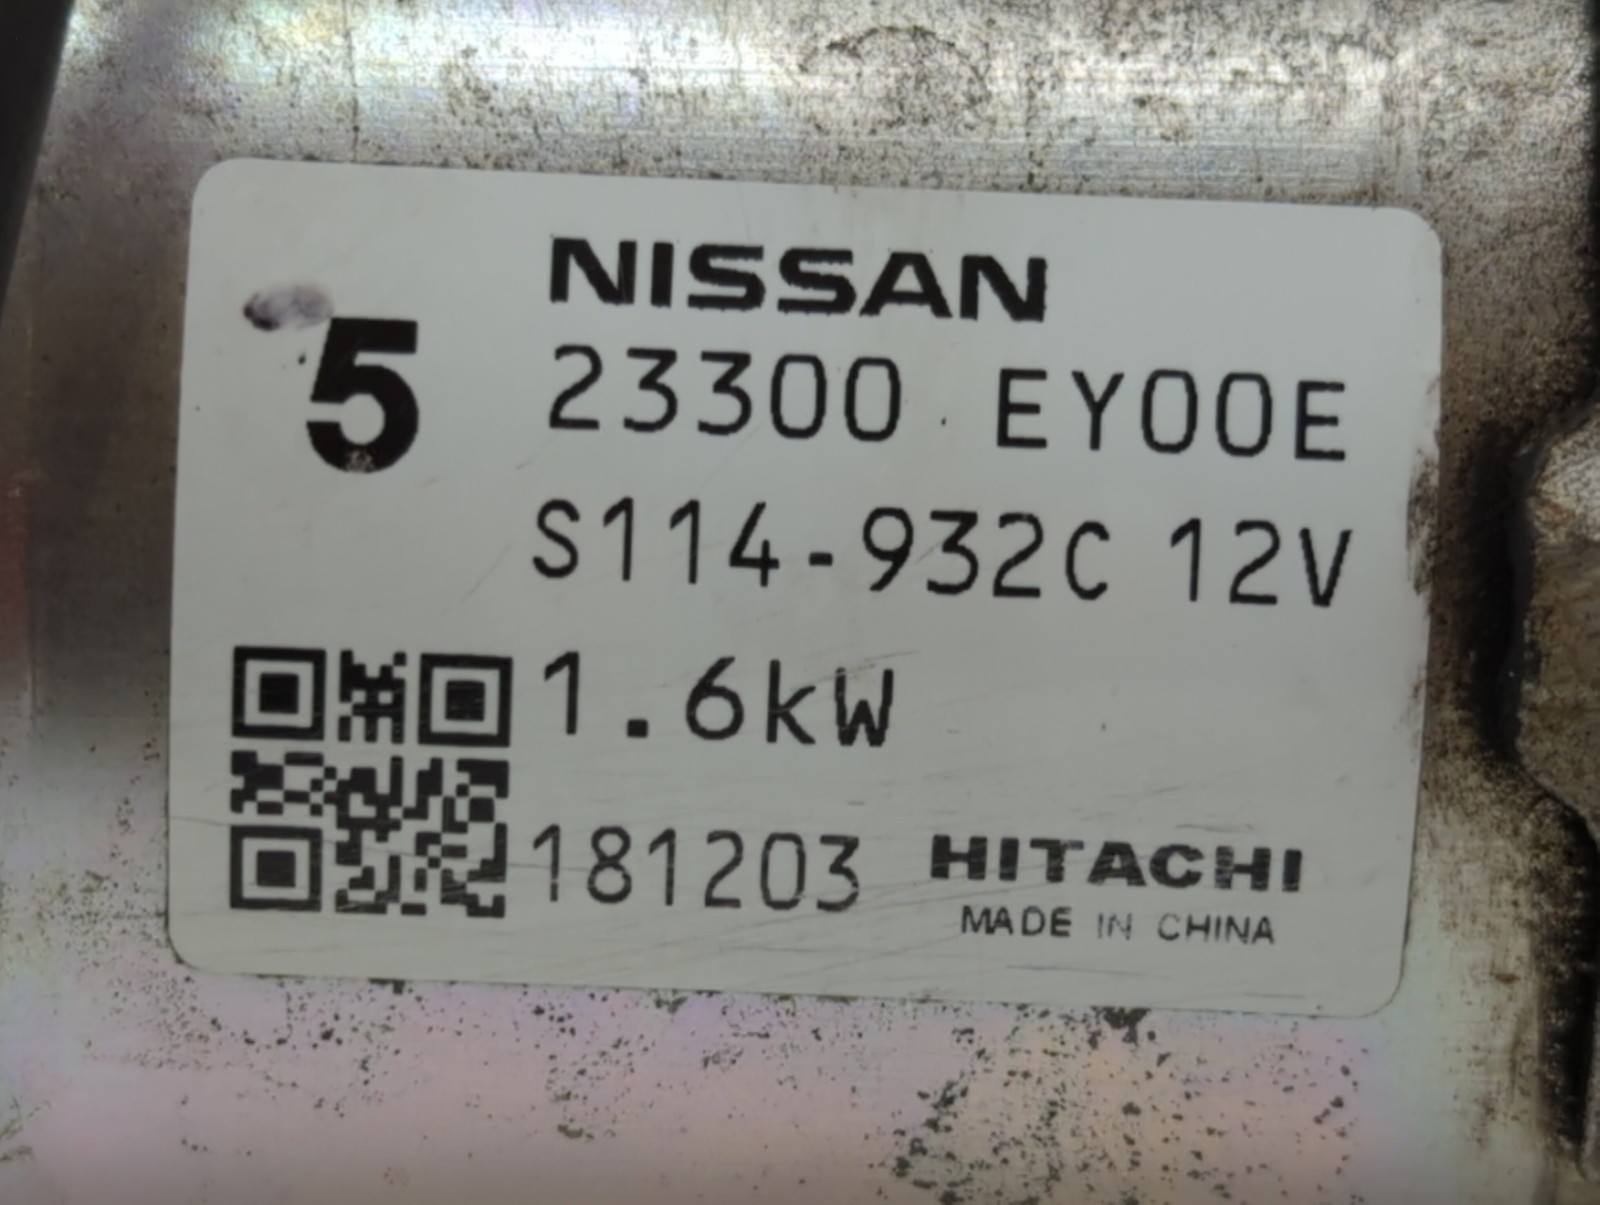 NISSAN
5
23300 EY00E
S114-932C 12V
1.6kW
181203 HITACHI
MADE IN CHINA